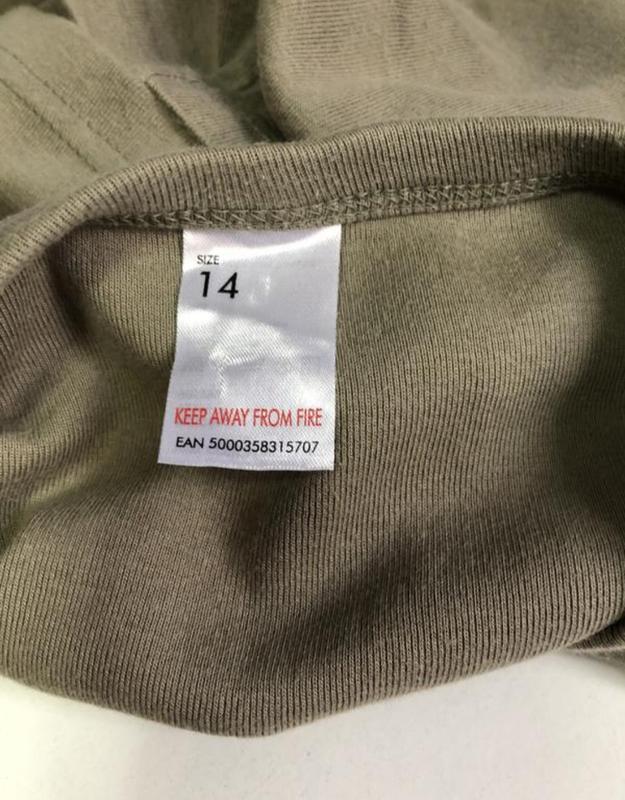 SIZE
14
KEEP AWAY FROM FIRE
EAN 5000358315707